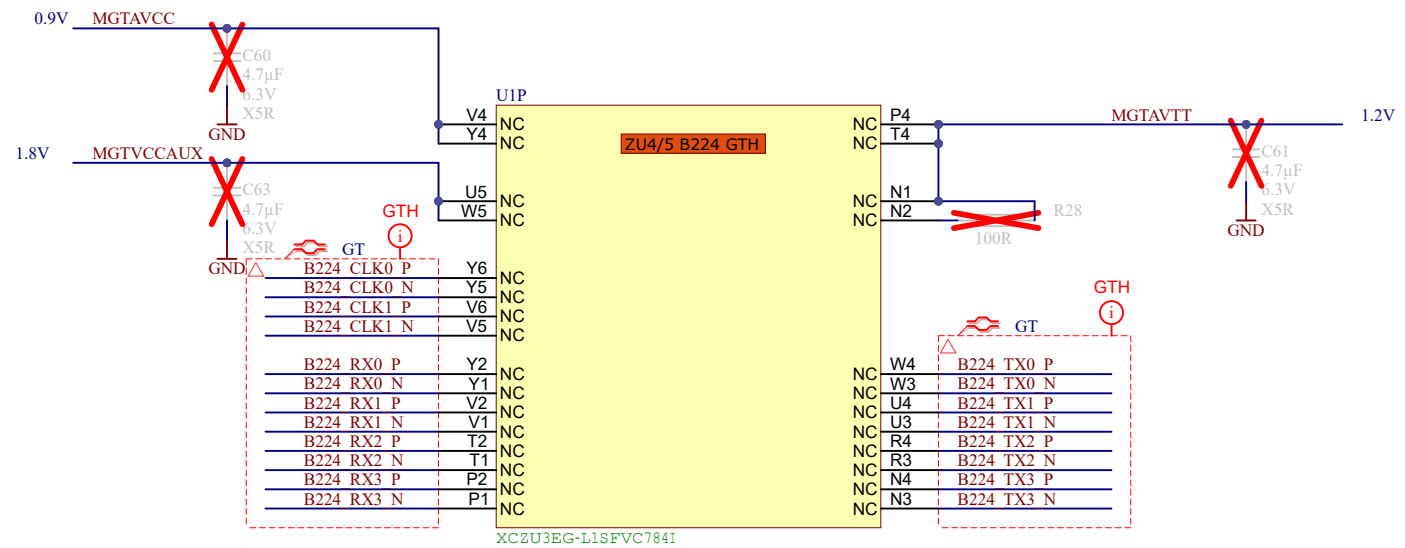 0.9V
MGTAVCC
C60
4.7µF
6.3V
X5R
GND
1.8V
MGTVCCAUX
C63
4.7µF
6.3V
X5R
GND
U1P
ZU4/5 B224 GTH
V4 NC
Y4 NC
U5 NC
W5 NC
GTH
i
GT
B224_CLK0_P Y6 NC
B224_CLK0_N Y5 NC
B224_CLK1_P V6 NC
B224_CLK1_N V5 NC
B224_RX0_P Y2 NC
B224_RX0_N Y1 NC
B224_RX1_P V2 NC
B224_RX1_N V1 NC
B224_RX2_P T2 NC
B224_RX2_N T1 NC
B224_RX3_P P2 NC
B224_RX3_N P1 NC
NC P4
NC T4
NC N1
NC N2
MGTAVTT
1.2V
C61
4.7µF
6.3V
X5R
GND
R28
100R
GTH
i
GT
NC W4 B224_TX0_P
NC W3 B224_TX0_N
NC U4 B224_TX1_P
NC U3 B224_TX1_N
NC R4 B224_TX2_P
NC R3 B224_TX2_N
NC N4 B224_TX3_P
NC N3 B224_TX3_N
XCZU3EG-L1SFVC784I